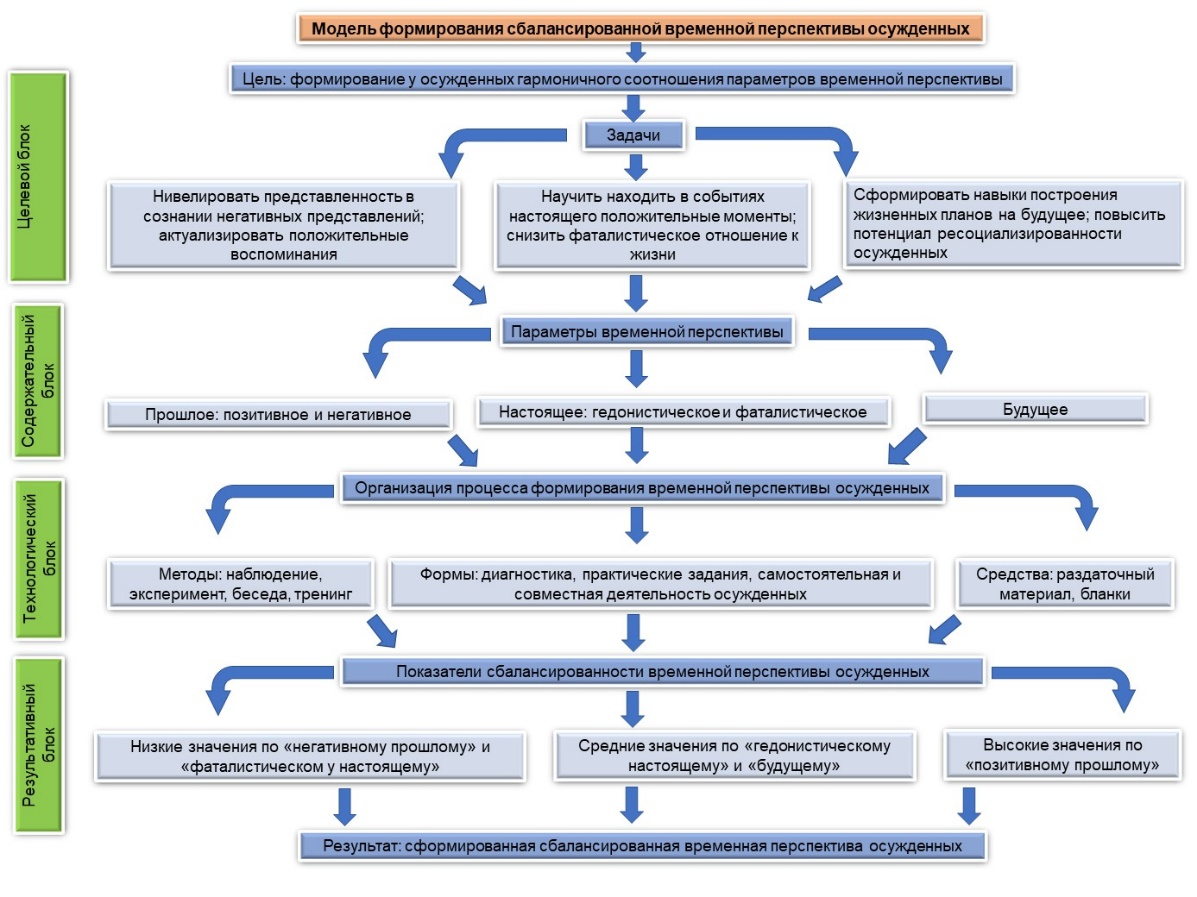 Модель формирования сбалансированной временной перспективы осужденных
Цель: формирование у осужденных гармоничного соотношения параметров временной перспективы
Задачи
Целевой блок
Нивелировать представленность в
сознании негативных представлений;
актуализировать положительные
воспоминания
Научить находить в событиях
настоящего положительные моменты;
снизить фаталистическое отношение к
жизни
Сформировать навыки построения
жизненных планов на будущее; повысить
потенциал ресоциализированности
осужденных
Содержательный
блок
Параметры временной перспективы
Прошлое: позитивное и негативное
Настоящее: гедонистическое и фаталистическое
Будущее
Технологический
блок
Организация процесса формирования временной перспективы осужденных
Методы: наблюдение,
эксперимент, беседа, тренинг
Формы: диагностика, практические задания, самостоятельная и
совместная деятельность осужденных
Средства: раздаточный
материал, бланки
Результативный
блок
Показатели сбалансированности временной перспективы осужденных
Низкие значения по «негативному прошлому» и
«фаталистическом у настоящему»
Средние значения по «гедонистическому
настоящему» и «будущему»
Высокие значения по
«позитивному прошлому»
Результат: сформированная сбалансированная временная перспектива осужденных